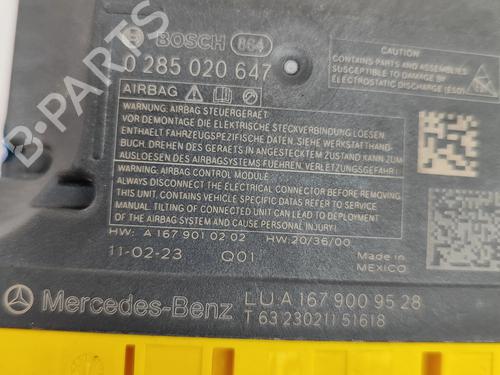 BOSCH 864
0 285 020 647
AIRBAG
WARNING: AIRBAG STEUERGERAET
VOR DEMONTAGE DIE ELEKTRISCHE STECKVERBINDUNG LOESEN.
ENTHAELT FAHRZEUGSPEZIFISCHE DATEN. SIEHE WERKSTATTHAND-
BUCH. DREHEN DES GERAETS IN ANGESTECKTEM ZUSTAND KANN ZUM
AUSLOESEN DES AIRBAGSYSTEMS FUEHREN, VERLETZUNGSGEFAHR!
WARNING: AIRBAG CONTROL MODULE
ALWAYS DISCONNECT THE ELECTRICAL CONNECTOR BEFORE REMOVING
THIS UNIT. CONTAINS VEHICLE SPECIFIC DATAS REFER TO SERVICE
MANUAL. TILTING OF CONNECTED UNIT CAN LEAD TO DEPLOYMENT
OF THE AIRBAG SYSTEM AND CAUSE PERSONAL INJURY!
HW: A 167 901 02 02 HW:20/36/00
11-02-23 Q01
Made in
MEXICO
CAUTION
CONTAINS PARTS AND ASSEMBLIES
SUSCEPTIBLE TO DAMAGE BY
ELECTROSTATIC DISCHARGE (ESD)
Mercedes-Benz
LU A 167 900 95 28
T 63 230211 51618
B-PARTS